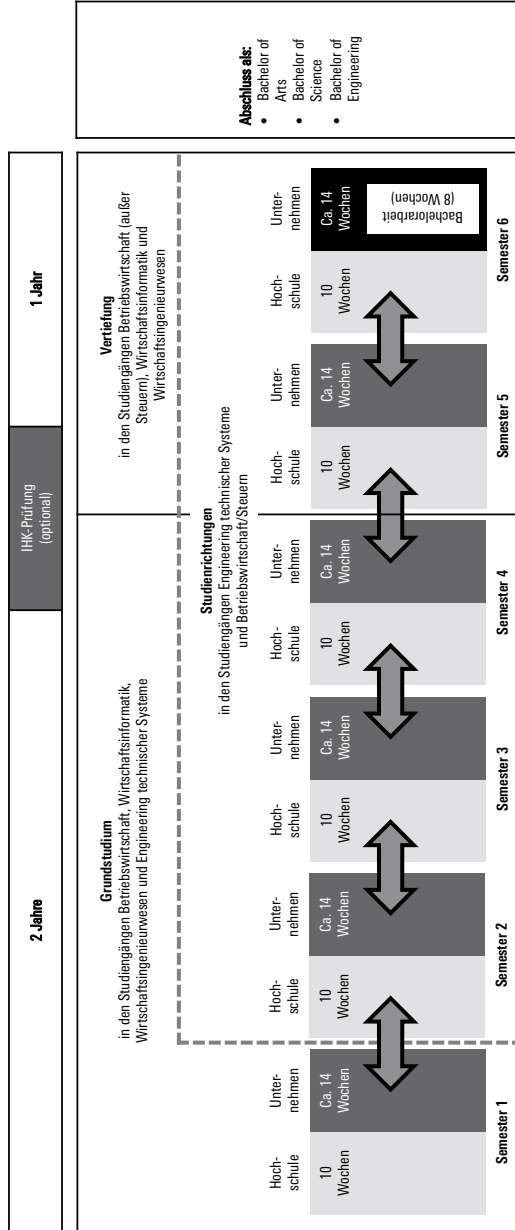 2 Jahre
IHK-Prüfung
(optional)
1 Jahr
Grundstudium
in den Studiengängen Betriebswirtschaft, Wirtschaftsinformatik,
Wirtschaftsingenieurwesen und Engineering technischer Systeme
Vertiefung
in den Studiengängen Betriebswirtschaft (außer
Steuern), Wirtschaftsinformatik und
Wirtschaftsingenieurwesen
Studienrichtungen
in den Studiengängen Engineering technischer Systeme
und Betriebswirtschaft/Steuern
Hoch-
schule
Unter-
nehmen
Hoch-
schule
Unter-
nehmen
Hoch-
schule
Unter-
nehmen
Hoch-
schule
Unter-
nehmen
Hoch-
schule
Unter-
nehmen
Hoch-
schule
Unter-
nehmen
10
Wochen
Ca. 14
Wochen
10
Wochen
Ca. 14
Wochen
10
Wochen
Ca. 14
Wochen
10
Wochen
Ca. 14
Wochen
10
Wochen
Ca. 14
Wochen
10
Wochen
Ca. 14
Wochen
Bachelorarbeit
(8 Wochen)
Semester 1
Semester 2
Semester 3
Semester 4
Semester 5
Semester 6
Abschluss als:
• Bachelor of
Arts
• Bachelor of
Science
• Bachelor of
Engineering